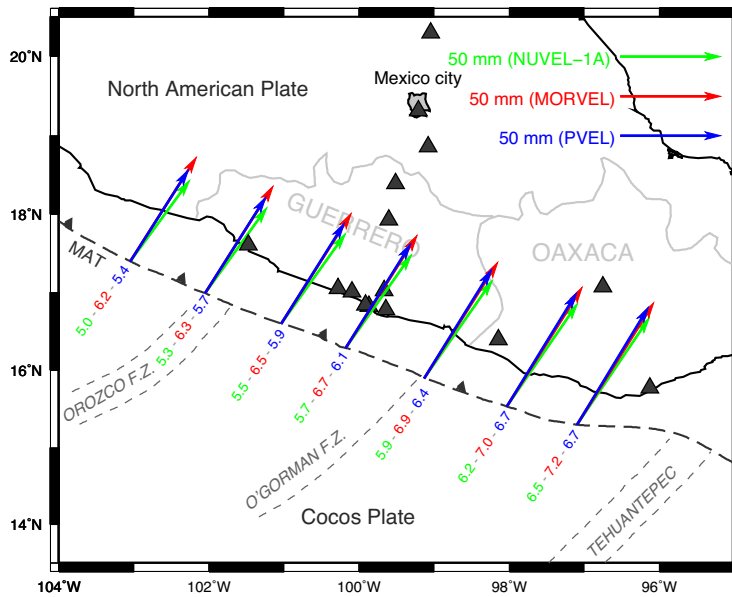 20°N
18°N
16°N
14°N
104°W
102°W
100°W
98°W
96°W
North American Plate
Mexico city
50 mm (NUVEL−1A)
50 mm (MORVEL)
50 mm (PVEL)
GUERRERO
OAXACA
MAT
5.0 - 6.2 - 5.4
5.3 - 6.3 - 5.7
5.5 - 6.5 - 5.9
5.7 - 6.7 - 6.1
5.9 - 6.9 - 6.4
6.2 - 7.0 - 6.7
6.5 - 7.2 - 6.7
OROZCO F.Z.
O'GORMAN F.Z.
TEHUANTEPEC
Cocos Plate